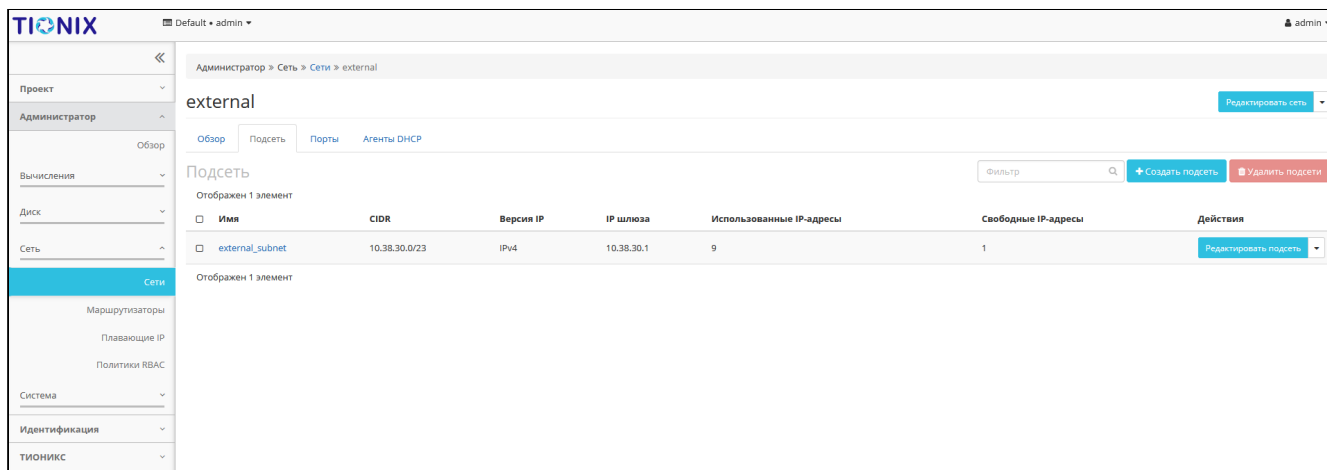 TIONIX
Default • admin
admin
Администратор » Сеть » Сети » external
Проект
Администратор
Обзор
Вычисления
Диск
Сеть
Сети
Маршрутизаторы
Плавающие IP
Политики RBAC
Система
Идентификация
ТИОНИКС
external
Редактировать сеть
Обзор Подсеть Порты Агенты DHCP
Подсеть
Фильтр
Создать подсеть
Удалить подсети
Отображен 1 элемент
Имя CIDR Версия IP IP шлюза Использованные IP-адресы Свободные IP-адресы Действия
external_subnet 10.38.30.0/23 IPv4 10.38.30.1 9 1 Редактировать подсеть
Отображен 1 элемент